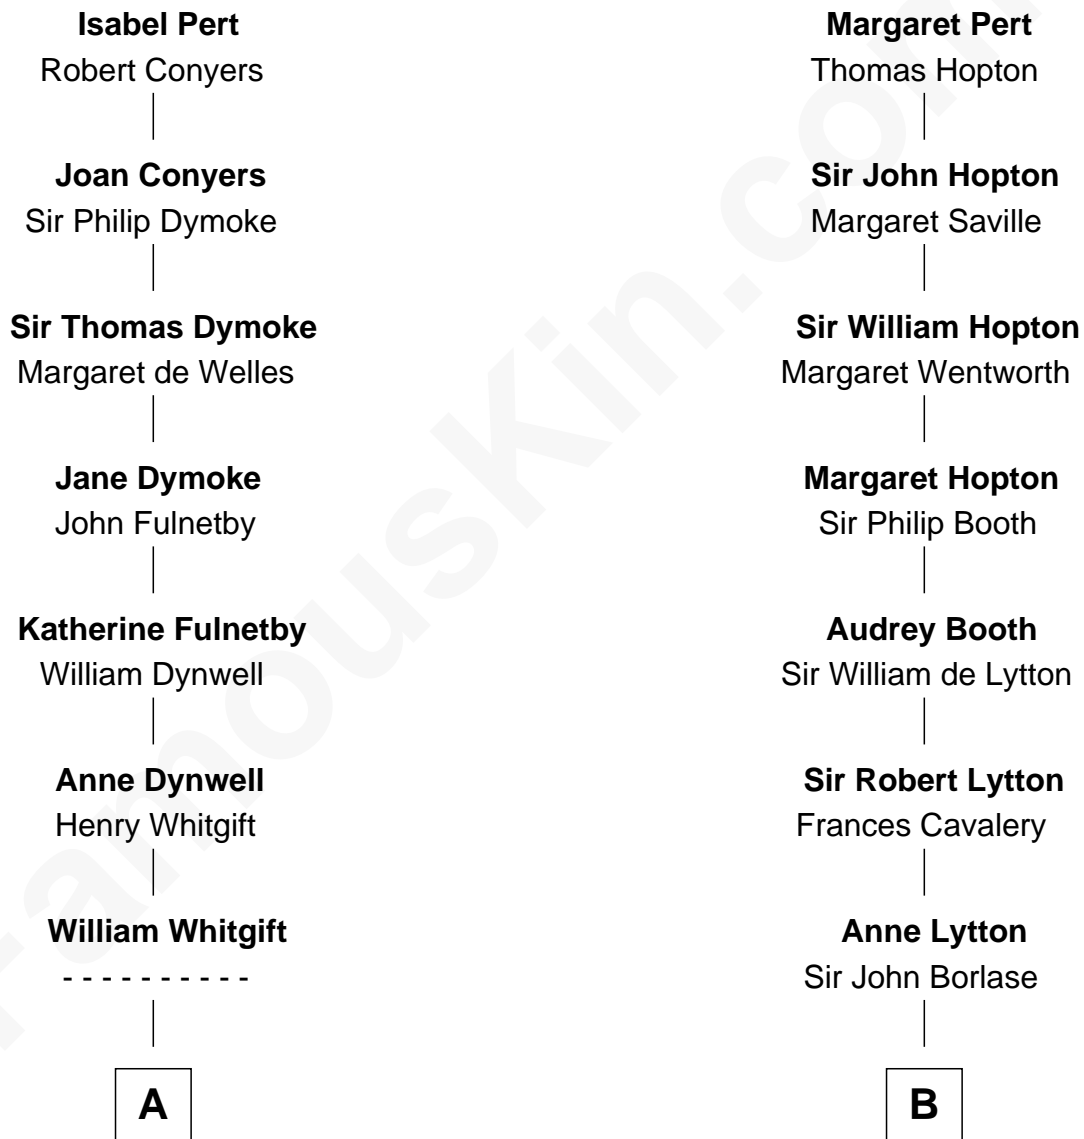 Isabel Pert
Robert Conyers
Joan Conyers
Sir Philip Dymoke
Sir Thomas Dymoke
Margaret de Welles
Jane Dymoke
John Fulnetby
Katherine Fulnetby
William Dynwell
Anne Dynwell
Henry Whitgift
William Whitgift
- - - - - - - - - -
A
Margaret Pert
Thomas Hopton
Sir John Hopton
Margaret Saville
Sir William Hopton
Margaret Wentworth
Margaret Hopton
Sir Philip Booth
Audrey Booth
Sir William de Lytton
Sir Robert Lytton
Frances Cavalery
Anne Lytton
Sir John Borlase
B
FamousKin.com